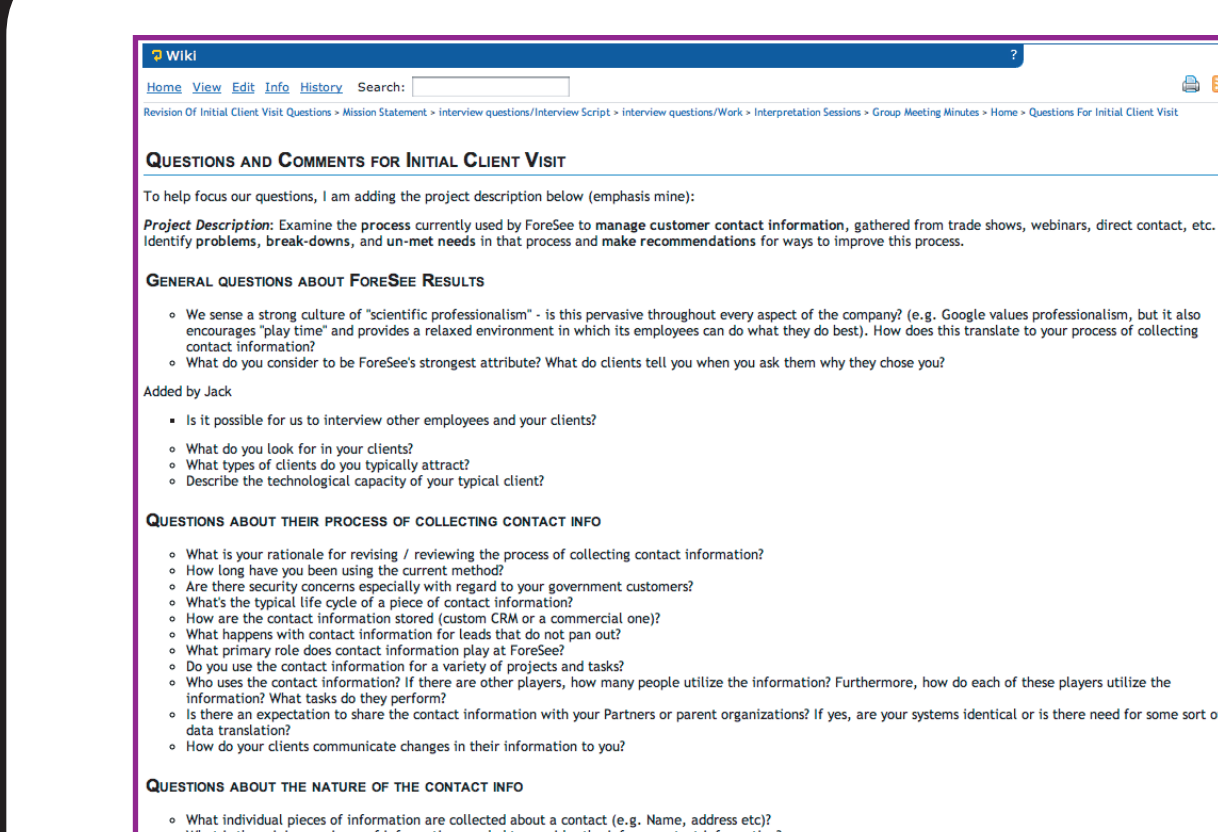 Wiki ?
Home View Edit Info History Search:
Revision Of Initial Client Visit Questions > Mission Statement > interview questions/Interview Script > interview questions/Work > Interpretation Sessions > Group Meeting Minutes > Home > Questions For Initial Client Visit
Questions and Comments for Initial Client Visit
To help focus our questions, I am adding the project description below (emphasis mine):
Project Description: Examine the process currently used by ForeSee to manage customer contact information, gathered from trade shows, webinars, direct contact, etc.
Identify problems, break-downs, and un-met needs in that process and make recommendations for ways to improve this process.
General questions about ForeSee Results
We sense a strong culture of "scientific professionalism" - is this pervasive throughout every aspect of the company? (e.g. Google values professionalism, but it also
encourages "play time" and provides a relaxed environment in which its employees can do what they do best). How does this translate to your process of collecting
contact information?
What do you consider to be ForeSee's strongest attribute? What do clients tell you when you ask them why they chose you?
Added by Jack
Is it possible for us to interview other employees and your clients?
What do you look for in your clients?
What types of clients do you typically attract?
Describe the technological capacity of your typical client?
Questions about their process of collecting contact info
What is your rationale for revising / reviewing the process of collecting contact information?
How long have you been using the current method?
Are there security concerns especially with regard to your government customers?
What's the typical life cycle of a piece of contact information?
How are the contact information stored (custom CRM or a commercial one)?
What happens with contact information for leads that do not pan out?
What primary role does contact information play at ForeSee?
Do you use the contact information for a variety of projects and tasks?
Who uses the contact information? If there are other players, how many people utilize the information? Furthermore, how do each of these players utilize the
information? What tasks do they perform?
Is there an expectation to share the contact information with your Partners or parent organizations? If yes, are your systems identical or is there need for some sort o
data translation?
How do your clients communicate changes in their information to you?
Questions about the nature of the contact info
What individual pieces of information are collected about a contact (e.g. Name, address etc)?